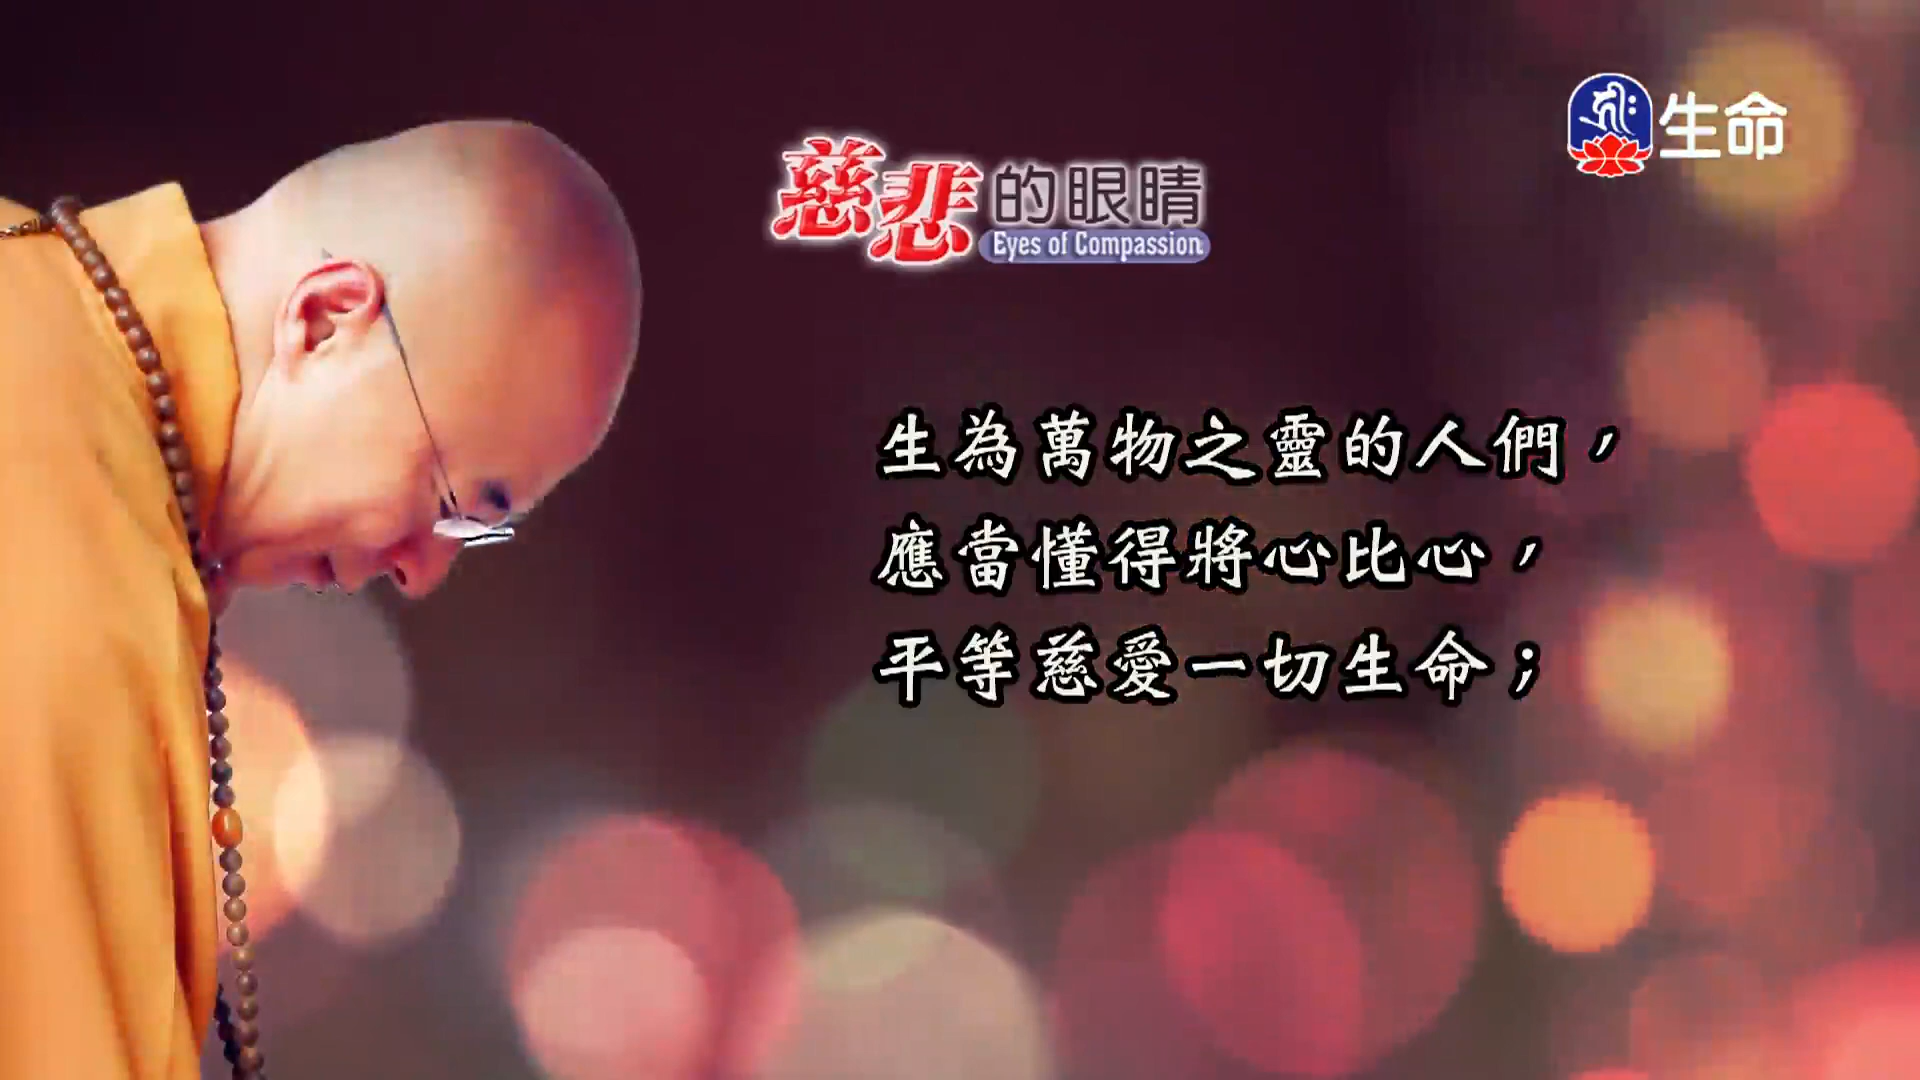 生命
慈悲的眼睛
Eyes of Compassion
生為萬物之靈的人們，
應當懂得將心比心，
平等慈愛一切生命；